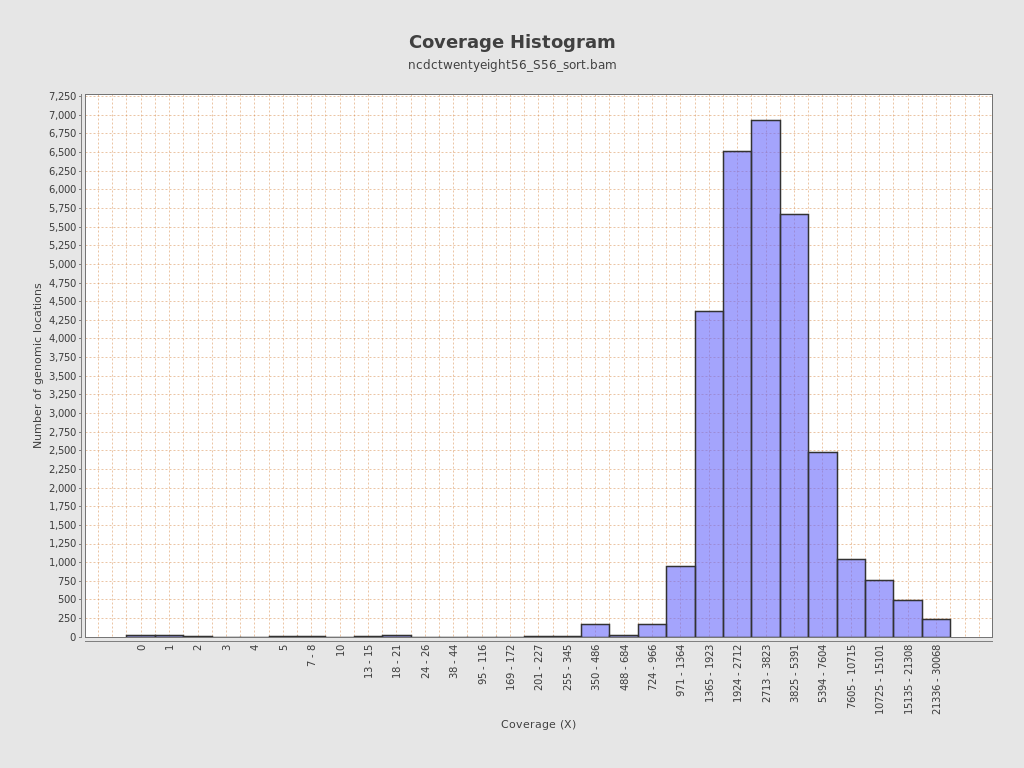 Coverage Histogram
ncdctwentyeight56_S56_sort.bam
Number of genomic locations
7,250
7,000
6,750
6,500
6,250
6,000
5,750
5,500
5,250
5,000
4,750
4,500
4,250
4,000
3,750
3,500
3,250
3,000
2,750
2,500
2,250
2,000
1,750
1,500
1,250
1,000
750
500
250
0
0
1
2
3
4
5
7 - 8
10
13 - 15
18 - 21
24 - 26
38 - 44
95 - 116
169 - 172
201 - 227
255 - 345
350 - 486
488 - 684
724 - 966
971 - 1364
1365 - 1923
1924 - 2712
2713 - 3823
3825 - 5391
5394 - 7604
7605 - 10715
10725 - 15101
15135 - 21308
21336 - 30068
Coverage (X)